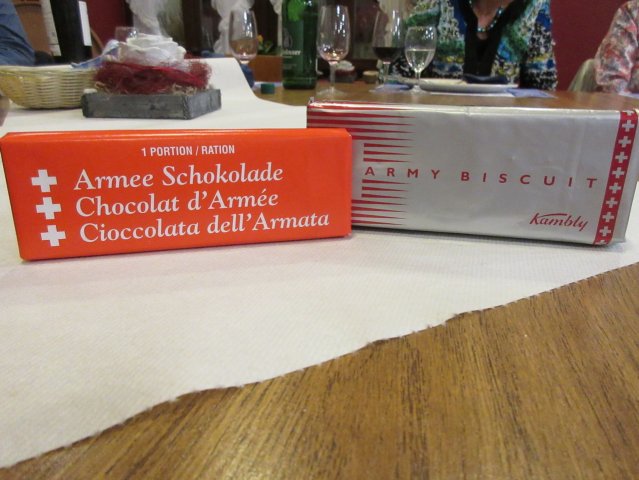 1 PORTION / RATION
Armee Schokolade
Chocolat d'Armée
Cioccolata dell'Armata
ARMY BISCUIT
Kambly